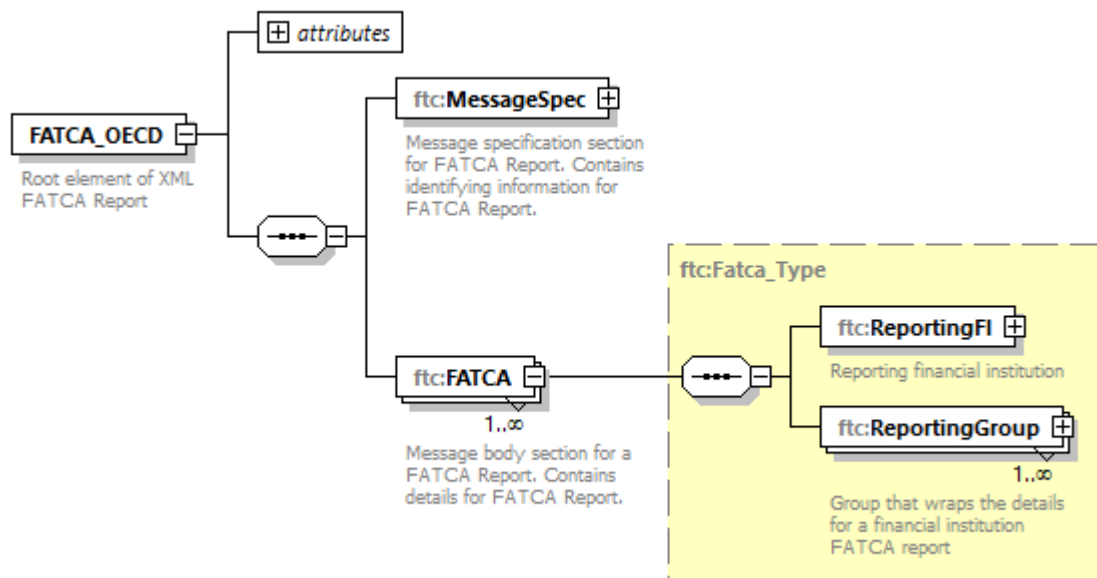 attributes
ftc:MessageSpec
FATCA_OECD
Message specification section
for FATCA Report. Contains
identifying information for
FATCA Report.
Root element of XML
FATCA Report
ftc:Fatca_Type
ftc:ReportingFI
Reporting financial institution
ftc:FATCA
1..∞
Message body section for a
FATCA Report. Contains
details for FATCA Report.
ftc:ReportingGroup
1..∞
Group that wraps the details
for a financial institution
FATCA report